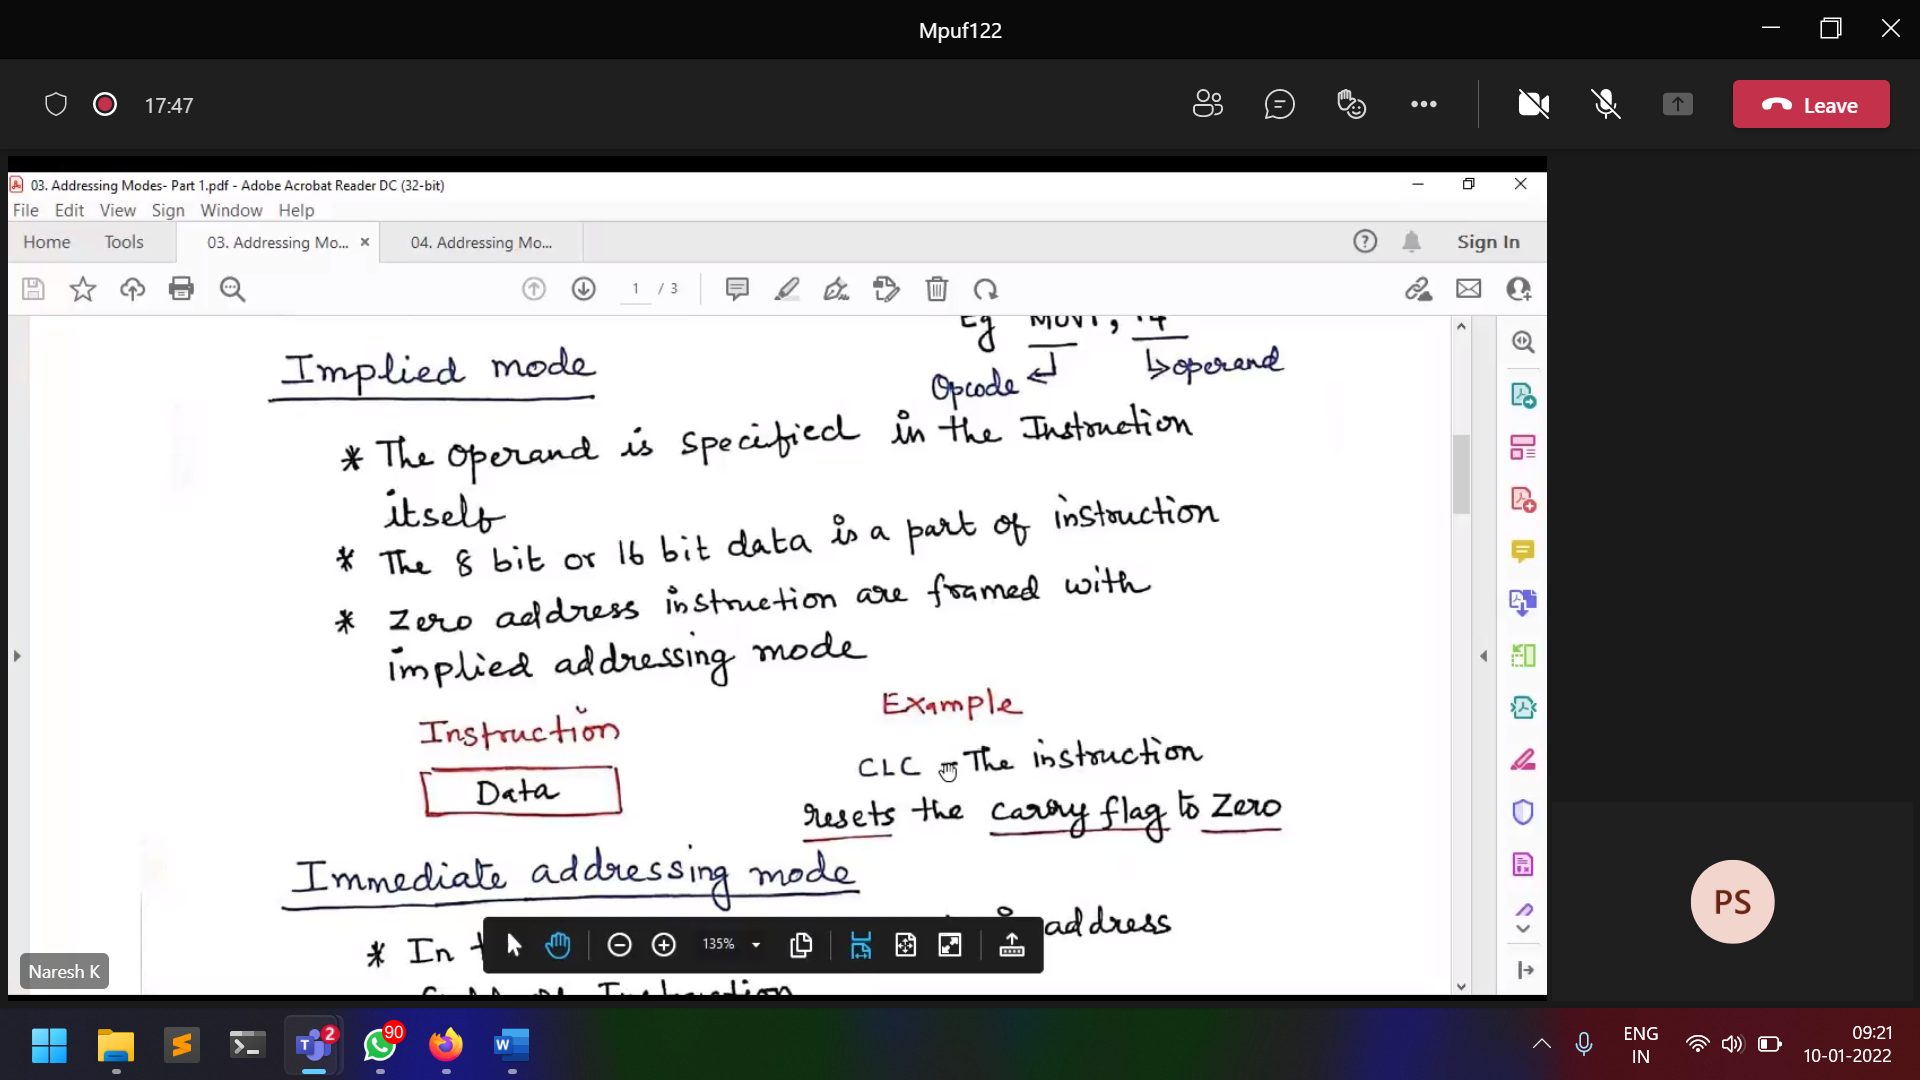 Mpuf122
17:47
Leave
03. Addressing Modes- Part 1.pdf - Adobe Acrobat Reader DC (32-bit)
File Edit View Sign Window Help
Home Tools 03. Addressing Mo... 04. Addressing Mo... Sign In
1 / 3
Eg
Implied mode
Opcode operand
* The operand is specified in the Instruction
itself
* The 8 bit or 16 bit data is a part of instruction
* Zero address instruction are framed with
implied addressing mode
Instruction Example
Data CLC - The instruction
resets the carry flag to Zero
Immediate addressing mode
* In address
135%
Naresh K
PS
2
90
ENG
IN
09:21
10-01-2022